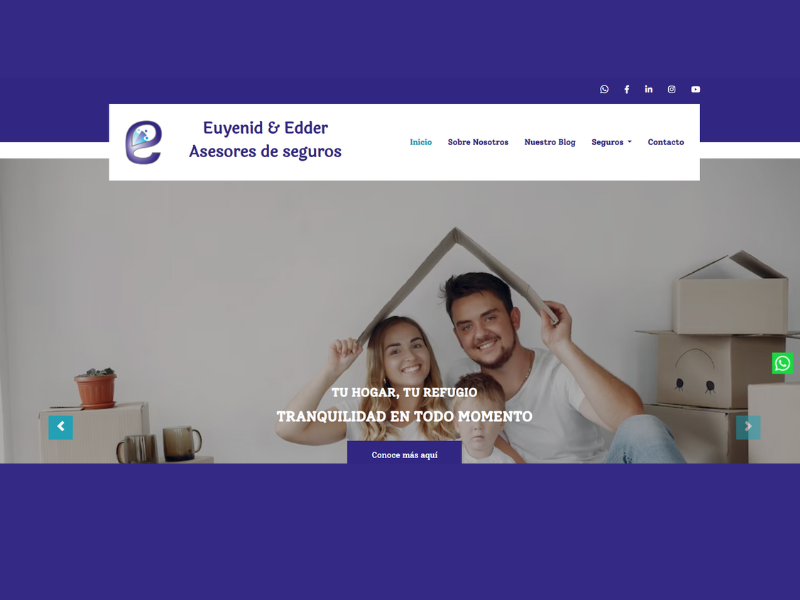 Euyenid & Edder
Asesores de seguros
Inicio Sobre Nosotros Nuestro Blog Seguros Contacto
TU HOGAR, TU REFUGIO
TRANQUILIDAD EN TODO MOMENTO
Conoce más aquí